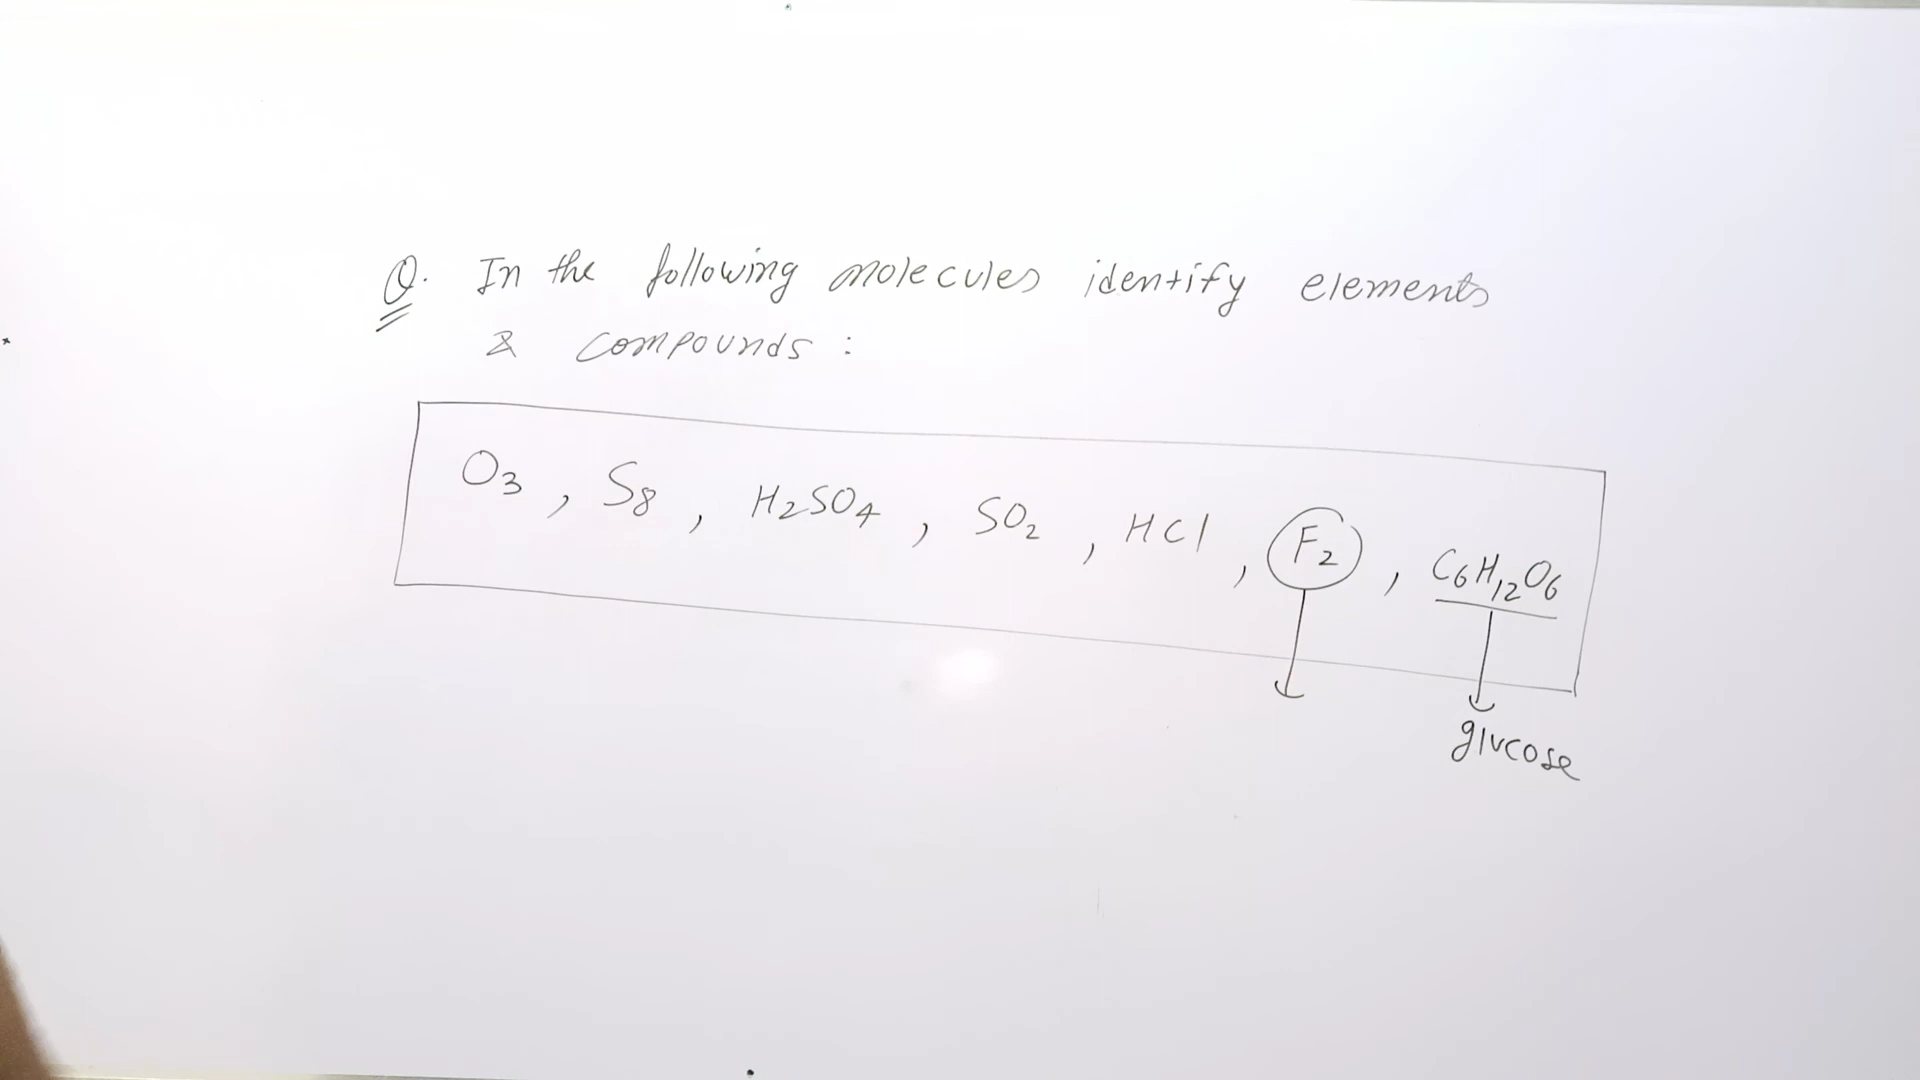 Q. In the following molecules identify elements
& compounds :
O3 , S8 , H2SO4 , SO2 , HCl , F2 , C6H12O6
glucose